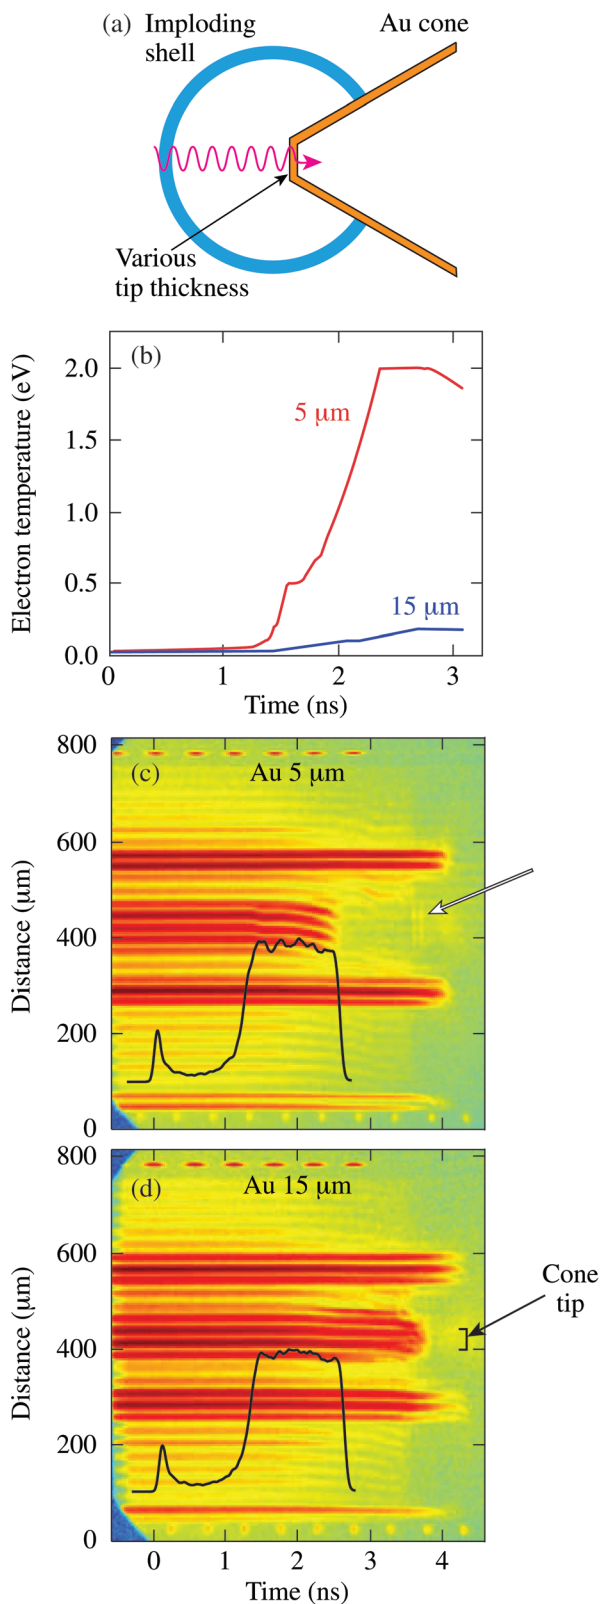 (a)
Imploding
shell
Au cone
Various
tip thickness
(b)
Electron temperature (eV)
2.0
1.5
1.0
0.5
0.0
5 μm
15 μm
0 1 2 3
Time (ns)
(c)
Au 5 μm
Distance (μm)
800
600
400
200
0
(d)
Au 15 μm
Cone
tip
Distance (μm)
800
600
400
200
0
0 1 2 3 4
Time (ns)